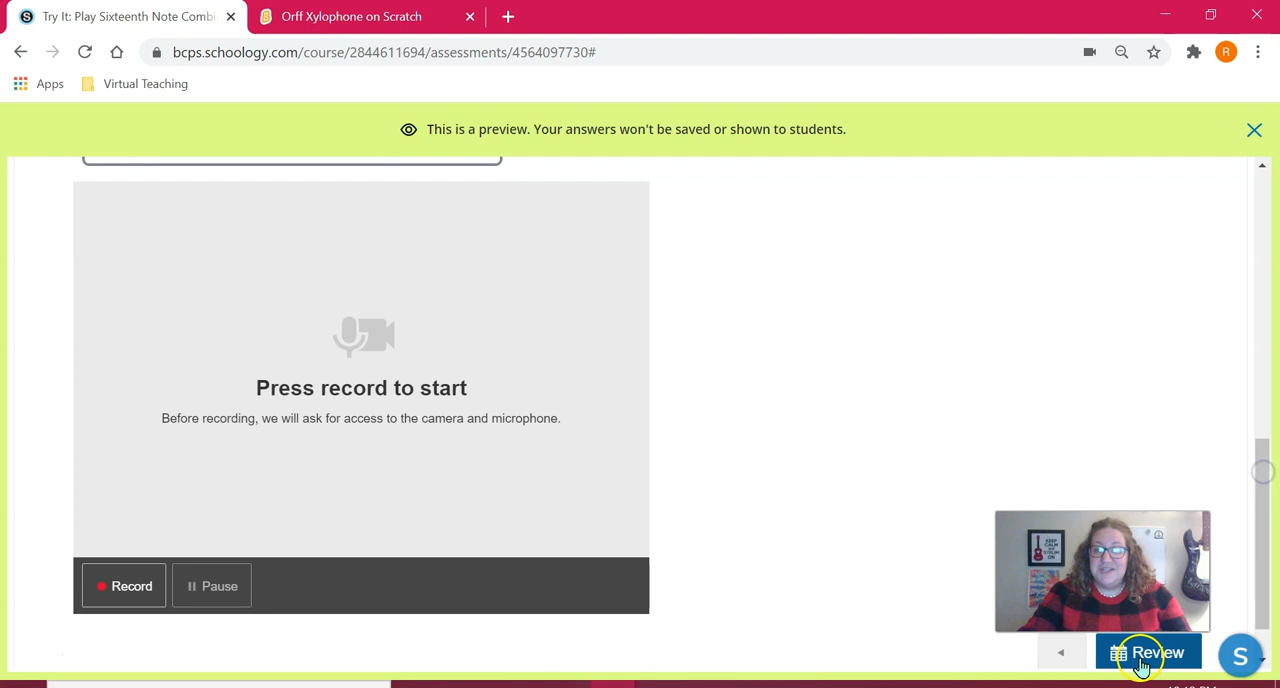 Try It: Play Sixteenth Note Combi
Orff Xylophone on Scratch
bcps.schoology.com/course/2844611694/assessments/4564097730#
R
Apps
Virtual Teaching
This is a preview. Your answers won't be saved or shown to students.
Press record to start
Before recording, we will ask for access to the camera and microphone.
Record
Pause
KEEP
CALM
Review
S